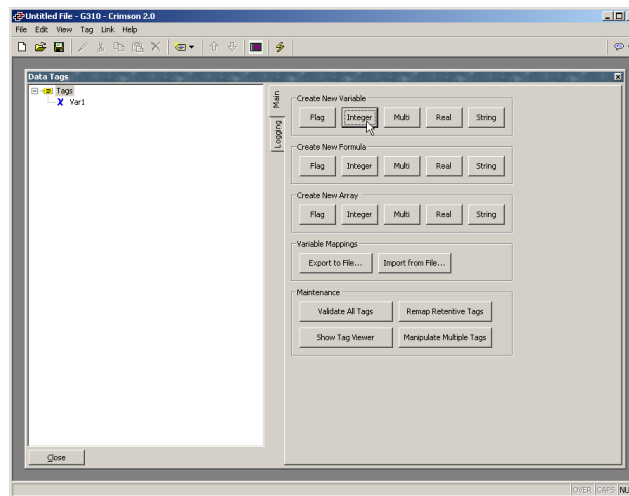 Untitled File - G310 - Crimson 2.0
File Edit View Tag Link Help
Data Tags
Tags
Var1
Main
Logging
Create New Variable
Flag Integer Multi Real String
Create New Formula
Flag Integer Multi Real String
Create New Array
Flag Integer Multi Real String
Variable Mappings
Export to File... Import from File...
Maintenance
Validate All Tags Remap Retentive Tags
Show Tag Viewer Manipulate Multiple Tags
Close
OVER CAPS NU